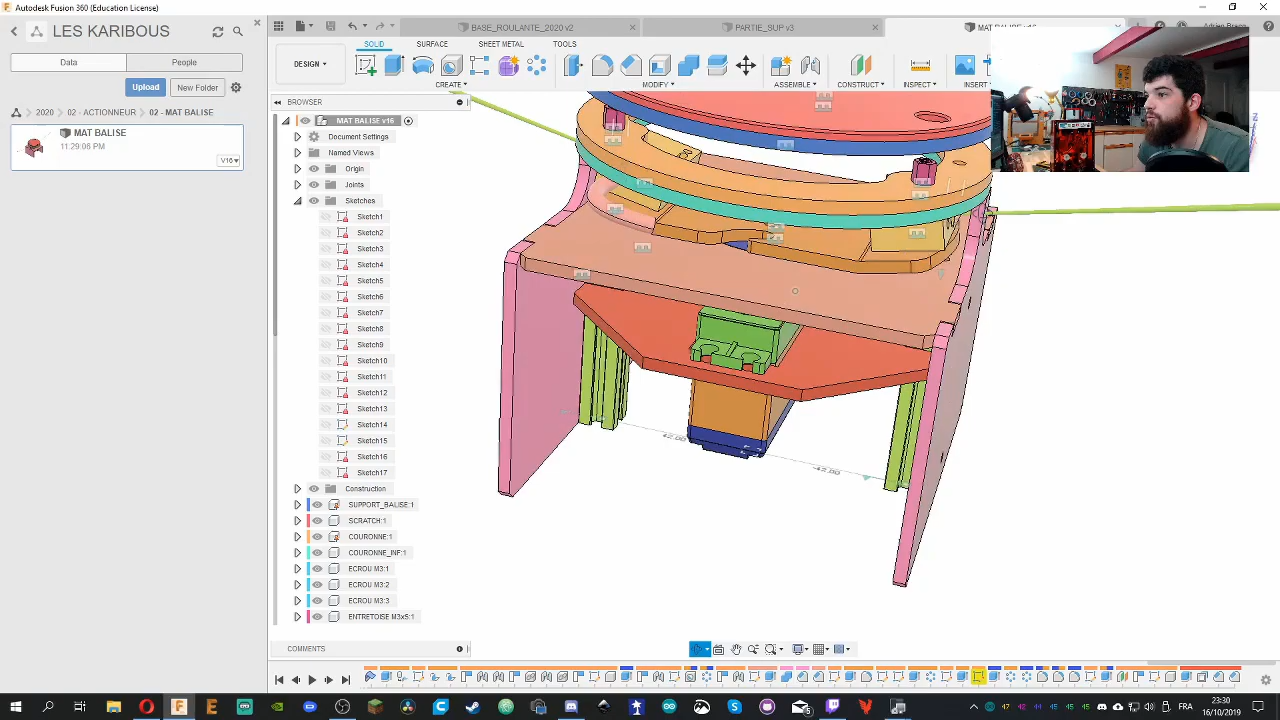 Autodesk Fusion 360 (Education License)
LES KARIBOUS
BASE_ROULANTE_2020 v2
PARTIE_SUP v3
Data
People
Upload
New Folder
2020
02 - ACTIONNEUR
02 - MAT BALISE
MAT BALISE
11:29:06 PM
V16
SOLID
SURFACE
SHEET METAL
TOOLS
DESIGN
CREATE
MODIFY
ASSEMBLE
CONSTRUCT
INSPECT
INSERT
BROWSER
MAT BALISE v16
Document Settings
Named Views
Origin
Joints
Sketches
Sketch1
Sketch2
Sketch3
Sketch4
Sketch5
Sketch6
Sketch7
Sketch8
Sketch9
Sketch10
Sketch11
Sketch12
Sketch13
Sketch14
Sketch15
Sketch16
Sketch17
Construction
SUPPORT_BALISE:1
SCRATCH:1
COURONNE:1
COURONNE_INF:1
ECROU M3:1
ECROU M3:2
ECROU M3:3
ENTRETOISE M3x5:1
42.00
42.00
COMMENTS
FRA
23:30
16/10/2019